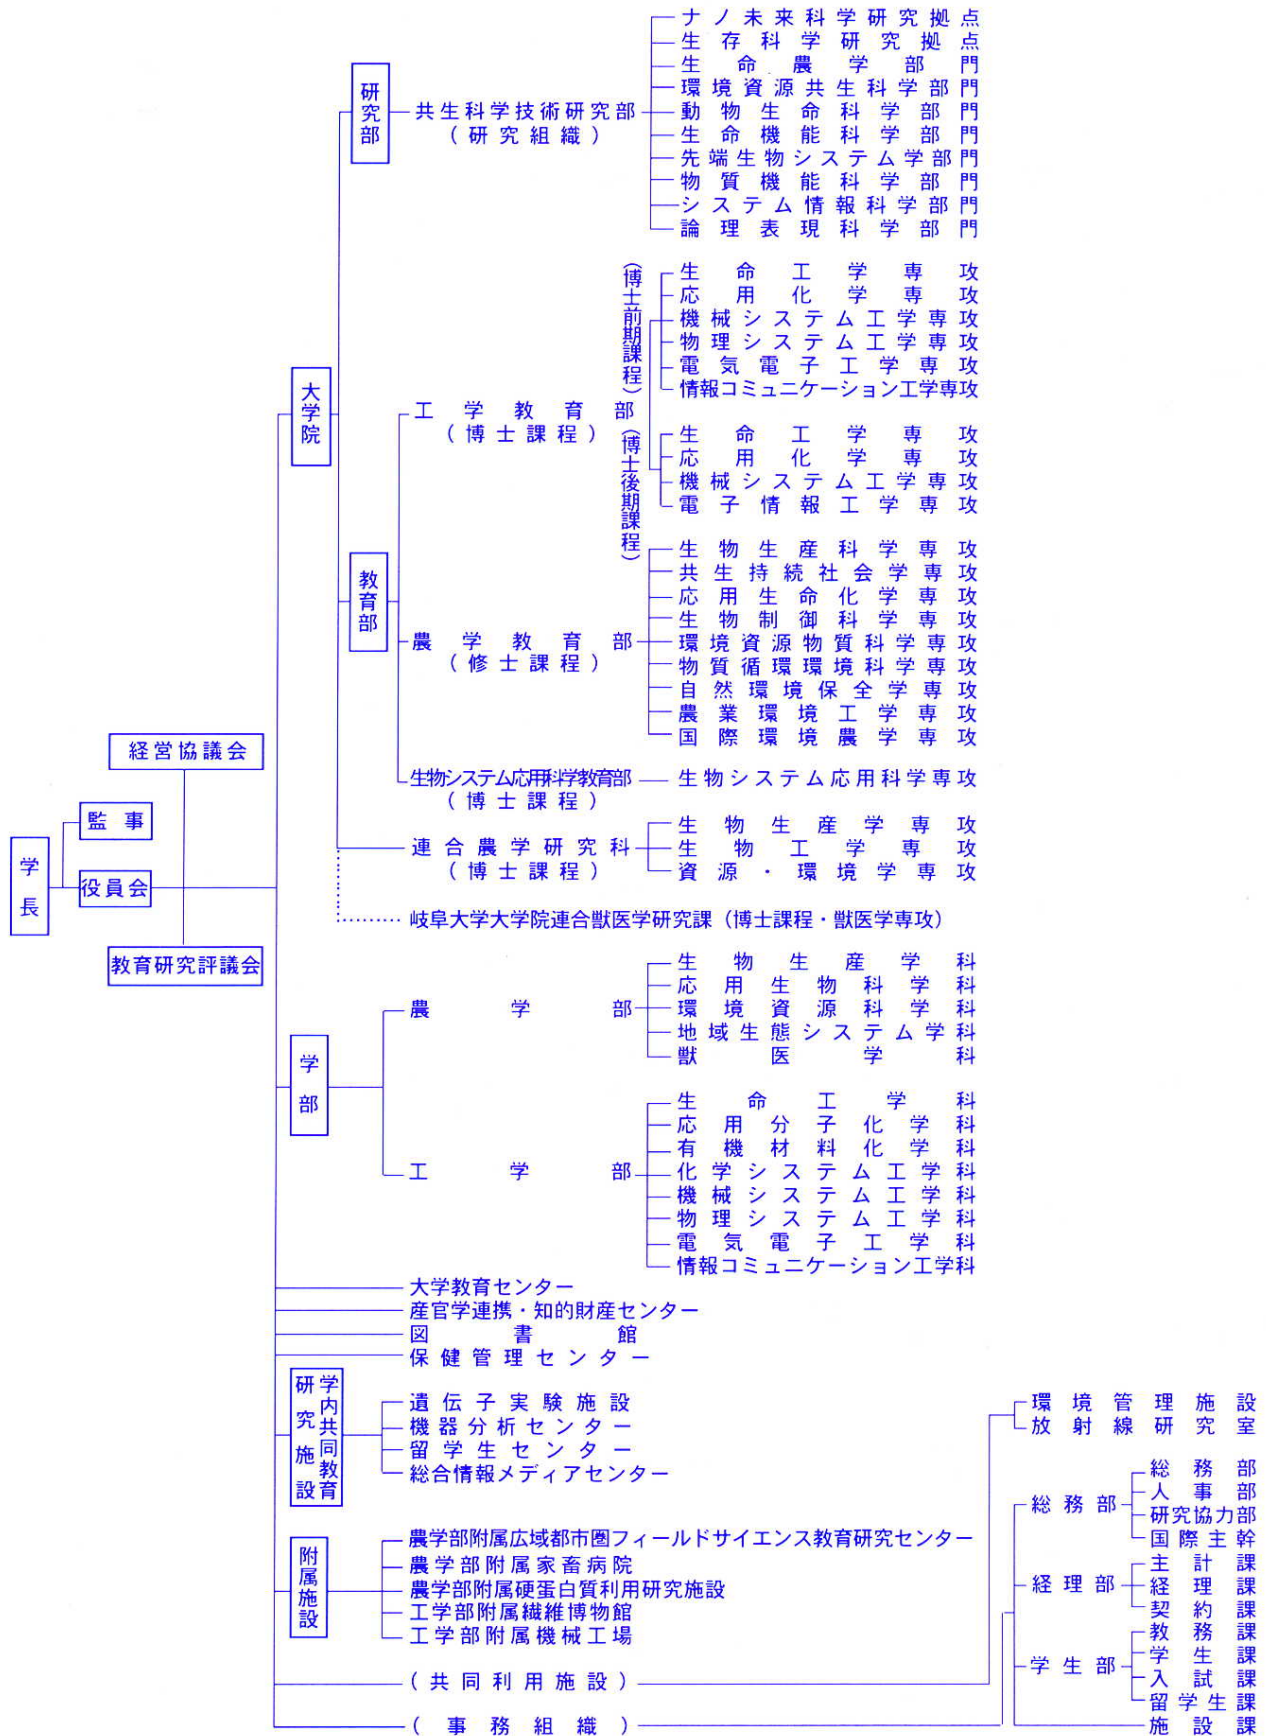 学長
監事
役員会
経営協議会
教育研究評議会
大学院
研究部
共生科学技術研究部
(研究組織)
ナノ未来科学研究拠点
生存科学研究拠点
生命農学部門
環境資源共生科学部門
動物生命科学部門
生命機能科学部門
先端生物システム学部門
物質機能科学部門
システム情報科学部門
論理表現科学部門
教育部
工学教育部
(博士課程)
(博士前期課程)
生命工学専攻
応用化学専攻
機械システム工学専攻
物理システム工学専攻
電気電子工学専攻
情報コミュニケーション工学専攻
(博士後期課程)
生命工学専攻
応用化学専攻
機械システム工学専攻
電子情報工学専攻
農学教育部
(修士課程)
生物生産科学専攻
共生持続社会学専攻
応用生命化学専攻
生物制御科学専攻
環境資源物質科学専攻
物質循環環境科学専攻
自然環境保全学専攻
農業環境工学専攻
国際環境農学専攻
生物システム応用科学教育部
(博士課程)
生物システム応用科学専攻
連合農学研究科
(博士課程)
生物生産学専攻
生物工学専攻
資源・環境学専攻
岐阜大学大学院連合獣医学研究課(博士課程・獣医学専攻)
学部
農学部
生物生産学科
応用生物科学科
環境資源科学科
地域生態システム学科
獣医学科
工学部
生命工学科
応用分子化学科
有機材料化学科
化学システム工学科
機械システム工学科
物理システム工学科
電気電子工学科
情報コミュニケーション工学科
大学教育センター
産官学連携・知的財産センター
図書館
保健管理センター
学内共同教育
研究施設
遺伝子実験施設
機器分析センター
留学生センター
総合情報メディアセンター
附属施設
農学部附属広域都市圏フィールドサイエンス教育研究センター
農学部附属家畜病院
農学部附属硬蛋白質利用研究施設
工学部附属繊維博物館
工学部附属機械工場
(共同利用施設)
環境管理施設
放射線研究室
(事務組織)
総務部
総務部
人事部
研究協力部
国際主幹
経理部
主計課
経理課
契約課
学生部
教務課
学生課
入試課
留学生課
施設課